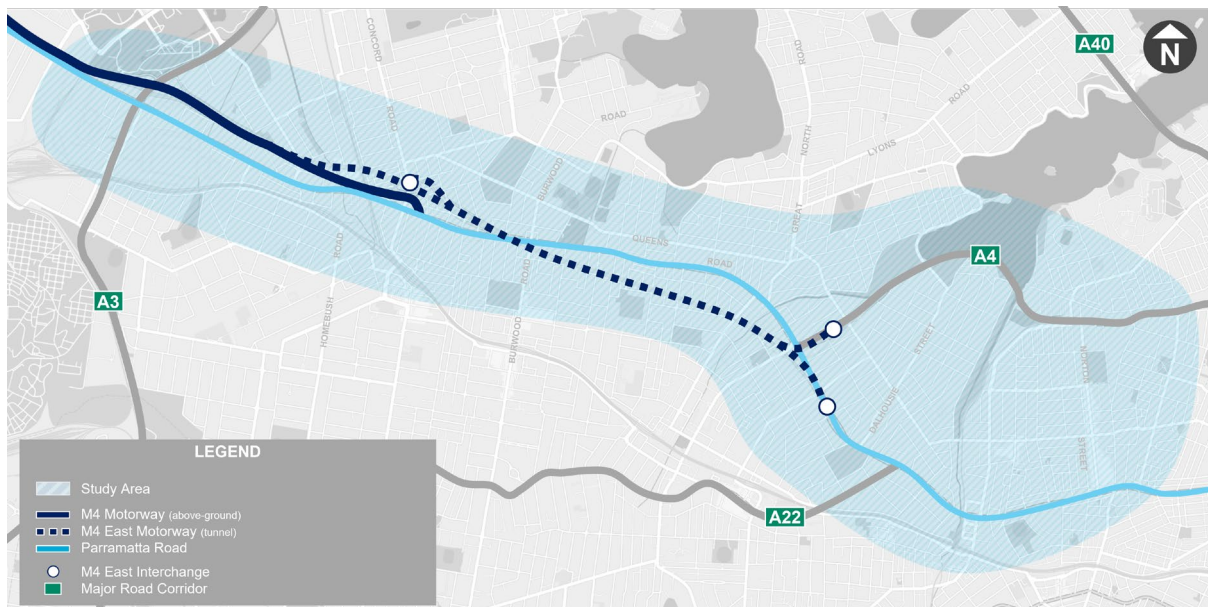 CONCORD
ROAD
ROAD
A40
N
ROAD
ROAD
LYONS
NORTH
GREAT
BURWOOD
QUEENS
ROAD
A4
A3
HOMEBUSH
ROAD
BURWOOD
ROAD
STREET
DALHOUSIE
NORTON
STREET
A22
LEGEND
Study Area
M4 Motorway (above-ground)
M4 East Motorway (tunnel)
Parramatta Road
M4 East Interchange
Major Road Corridor